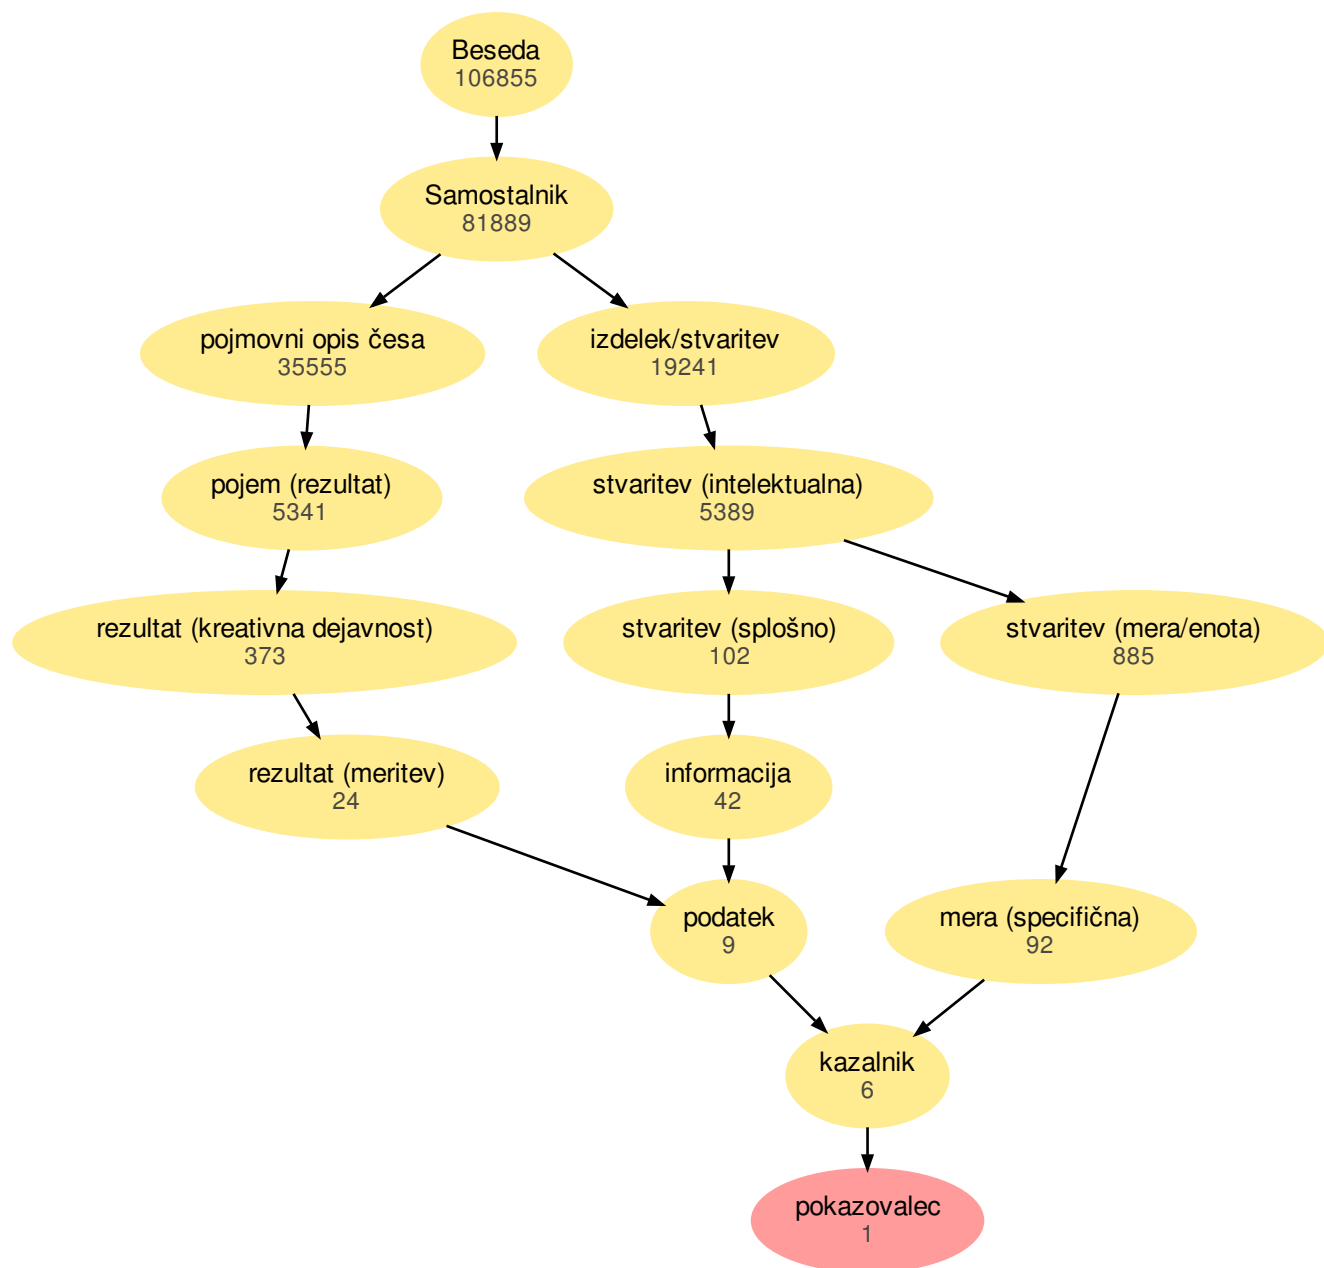 Beseda
106855
Samostalnik
81889
pojmovni opis česa
35555
izdelek/stvaritev
19241
pojem (rezultat)
5341
stvaritev (intelektualna)
5389
rezultat (kreativna dejavnost)
373
stvaritev (splošno)
102
stvaritev (mera/enota)
885
rezultat (meritev)
24
informacija
42
podatek
9
mera (specifična)
92
kazalnik
6
pokazovalec
1